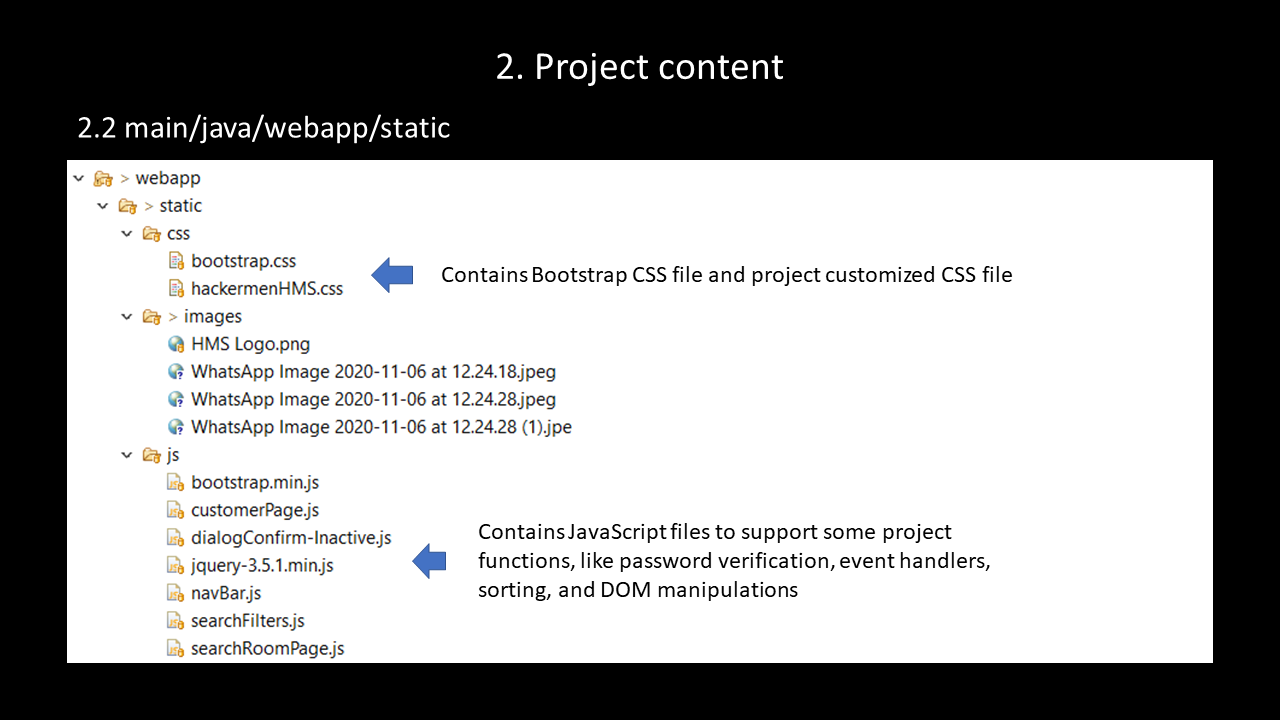 2. Project content
2.2 main/java/webapp/static
> webapp
> static
css
bootstrap.css
hackermenHMS.css
Contains Bootstrap CSS file and project customized CSS file
> images
HMS Logo.png
WhatsApp Image 2020-11-06 at 12.24.18.jpeg
WhatsApp Image 2020-11-06 at 12.24.28.jpeg
WhatsApp Image 2020-11-06 at 12.24.28 (1).jpe
js
bootstrap.min.js
customerPage.js
dialogConfirm-Inactive.js
jquery-3.5.1.min.js
navBar.js
searchFilters.js
searchRoomPage.js
Contains JavaScript files to support some project
functions, like password verification, event handlers,
sorting, and DOM manipulations